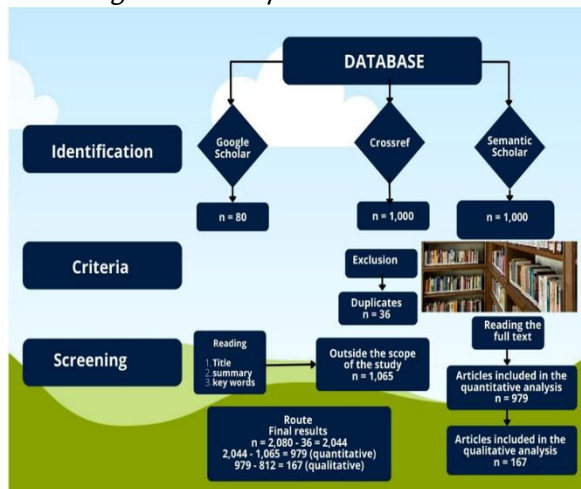 DATABASE
Identification
Google
Scholar
Crossref
Semantic
Scholar
n = 80
n = 1,000
n = 1,000
Criteria
Exclusion
Duplicates
n = 36
Screening
Reading
1. Title
2. summary
3. key words
Outside the scope
of the study
n = 1,065
Reading the
full text
Articles included in the
quantitative analysis
n = 979
Articles included in the
qualitative analysis
n = 167
Route
Final results
n = 2,080 - 36 = 2,044
2,044 - 1,065 = 979 (quantitative)
979 - 812 = 167 (qualitative)